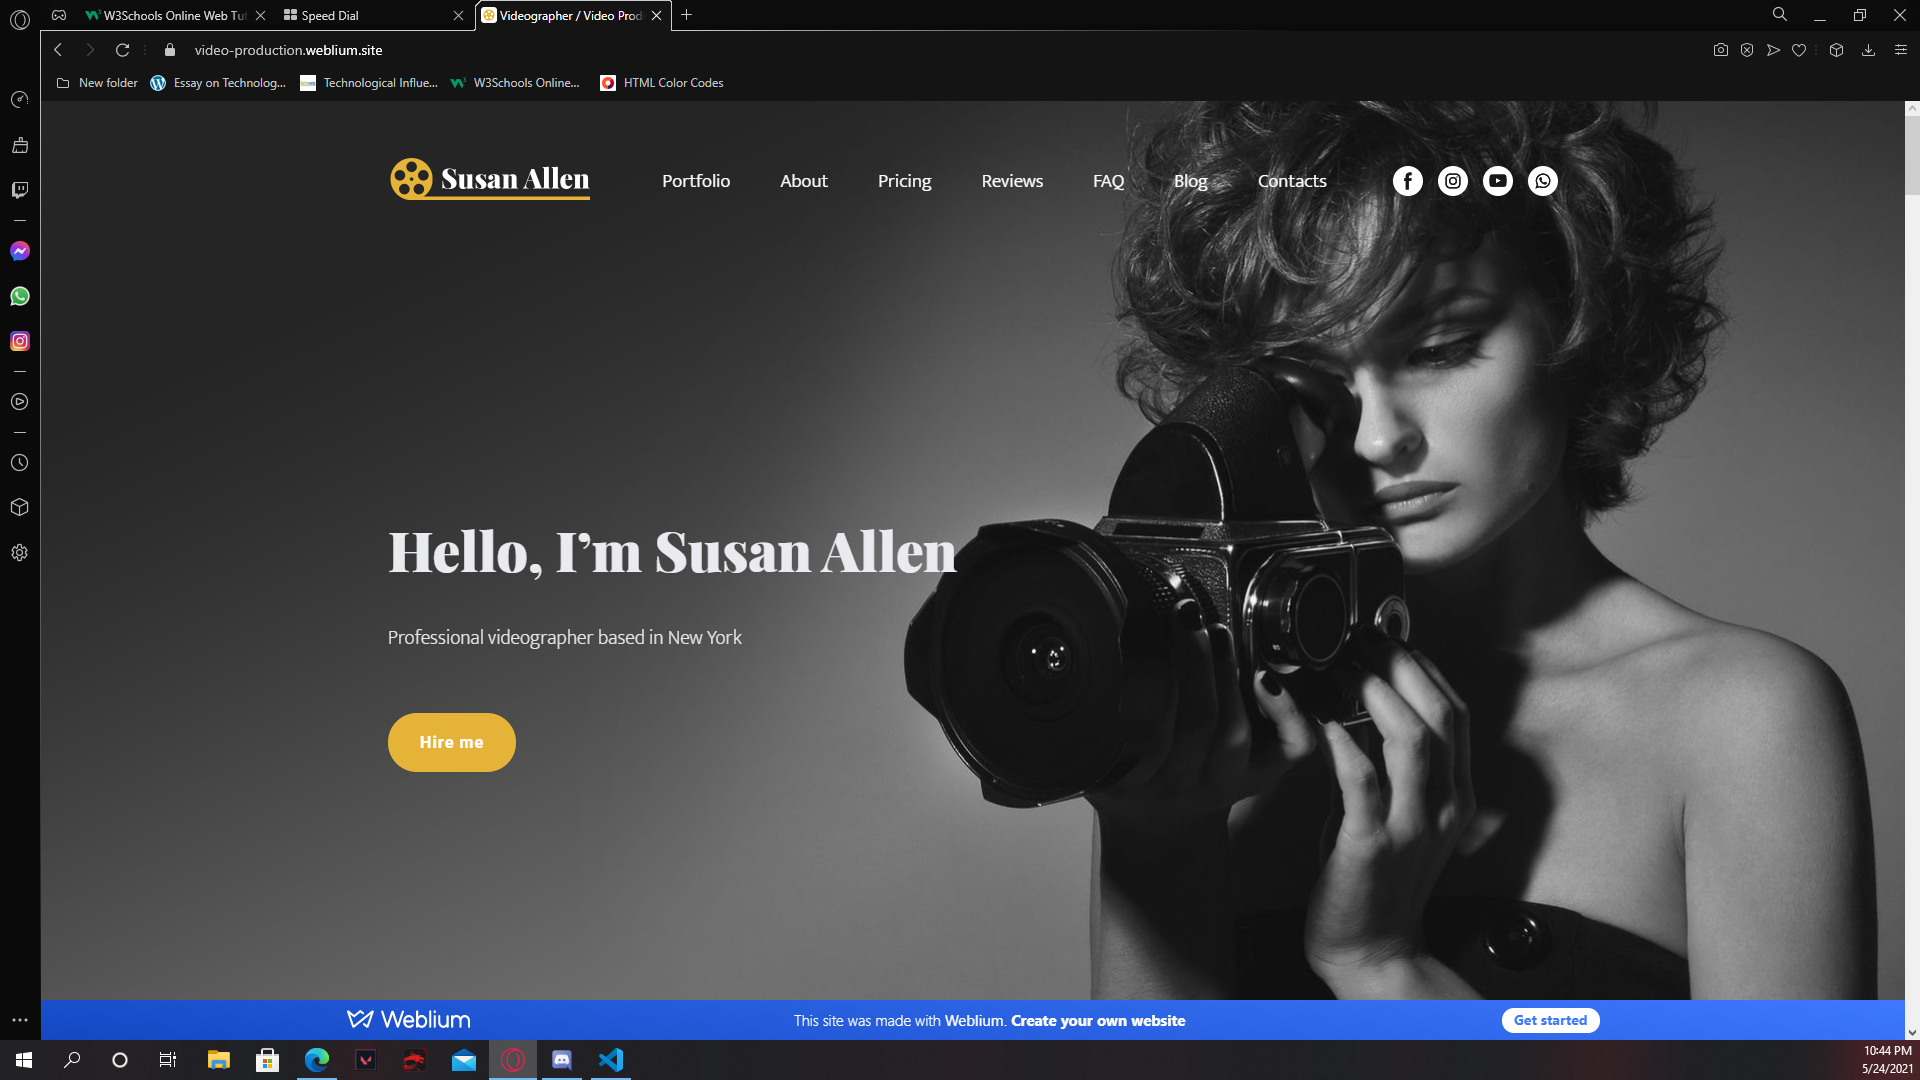 W3Schools Online Web Tut
Speed Dial
Videographer / Video Prod
video-production.weblium.site
New folder
Essay on Technolog...
Technological Influe...
W3Schools Online...
HTML Color Codes
Susan Allen
Portfolio
About
Pricing
Reviews
FAQ
Blog
Contacts
Hello, I’m Susan Allen
Professional videographer based in New York
Hire me
Weblium
This site was made with Weblium. Create your own website
Get started
10:44 PM
5/24/2021